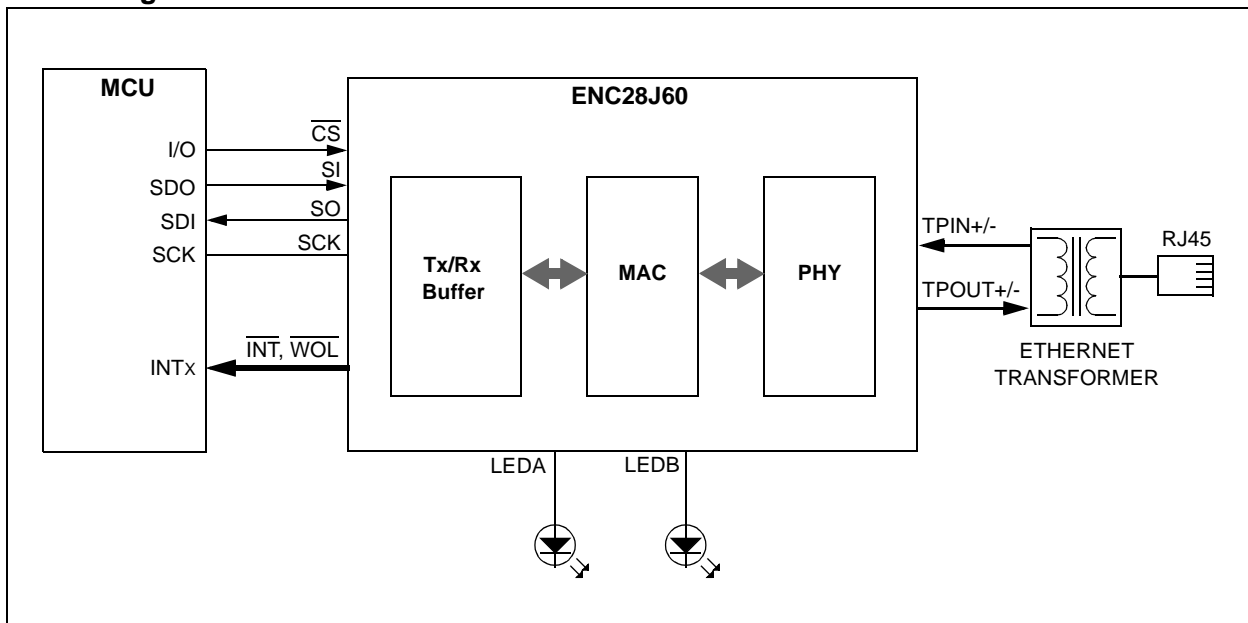 MCU
I/O
SDO
SDI
SCK
INTX
CS
SI
SO
SCK
INT, WOL
ENC28J60
Tx/Rx
Buffer
MAC
PHY
LEDA
LEDB
TPIN+/-
TPOUT+/-
RJ45
ETHERNET
TRANSFORMER